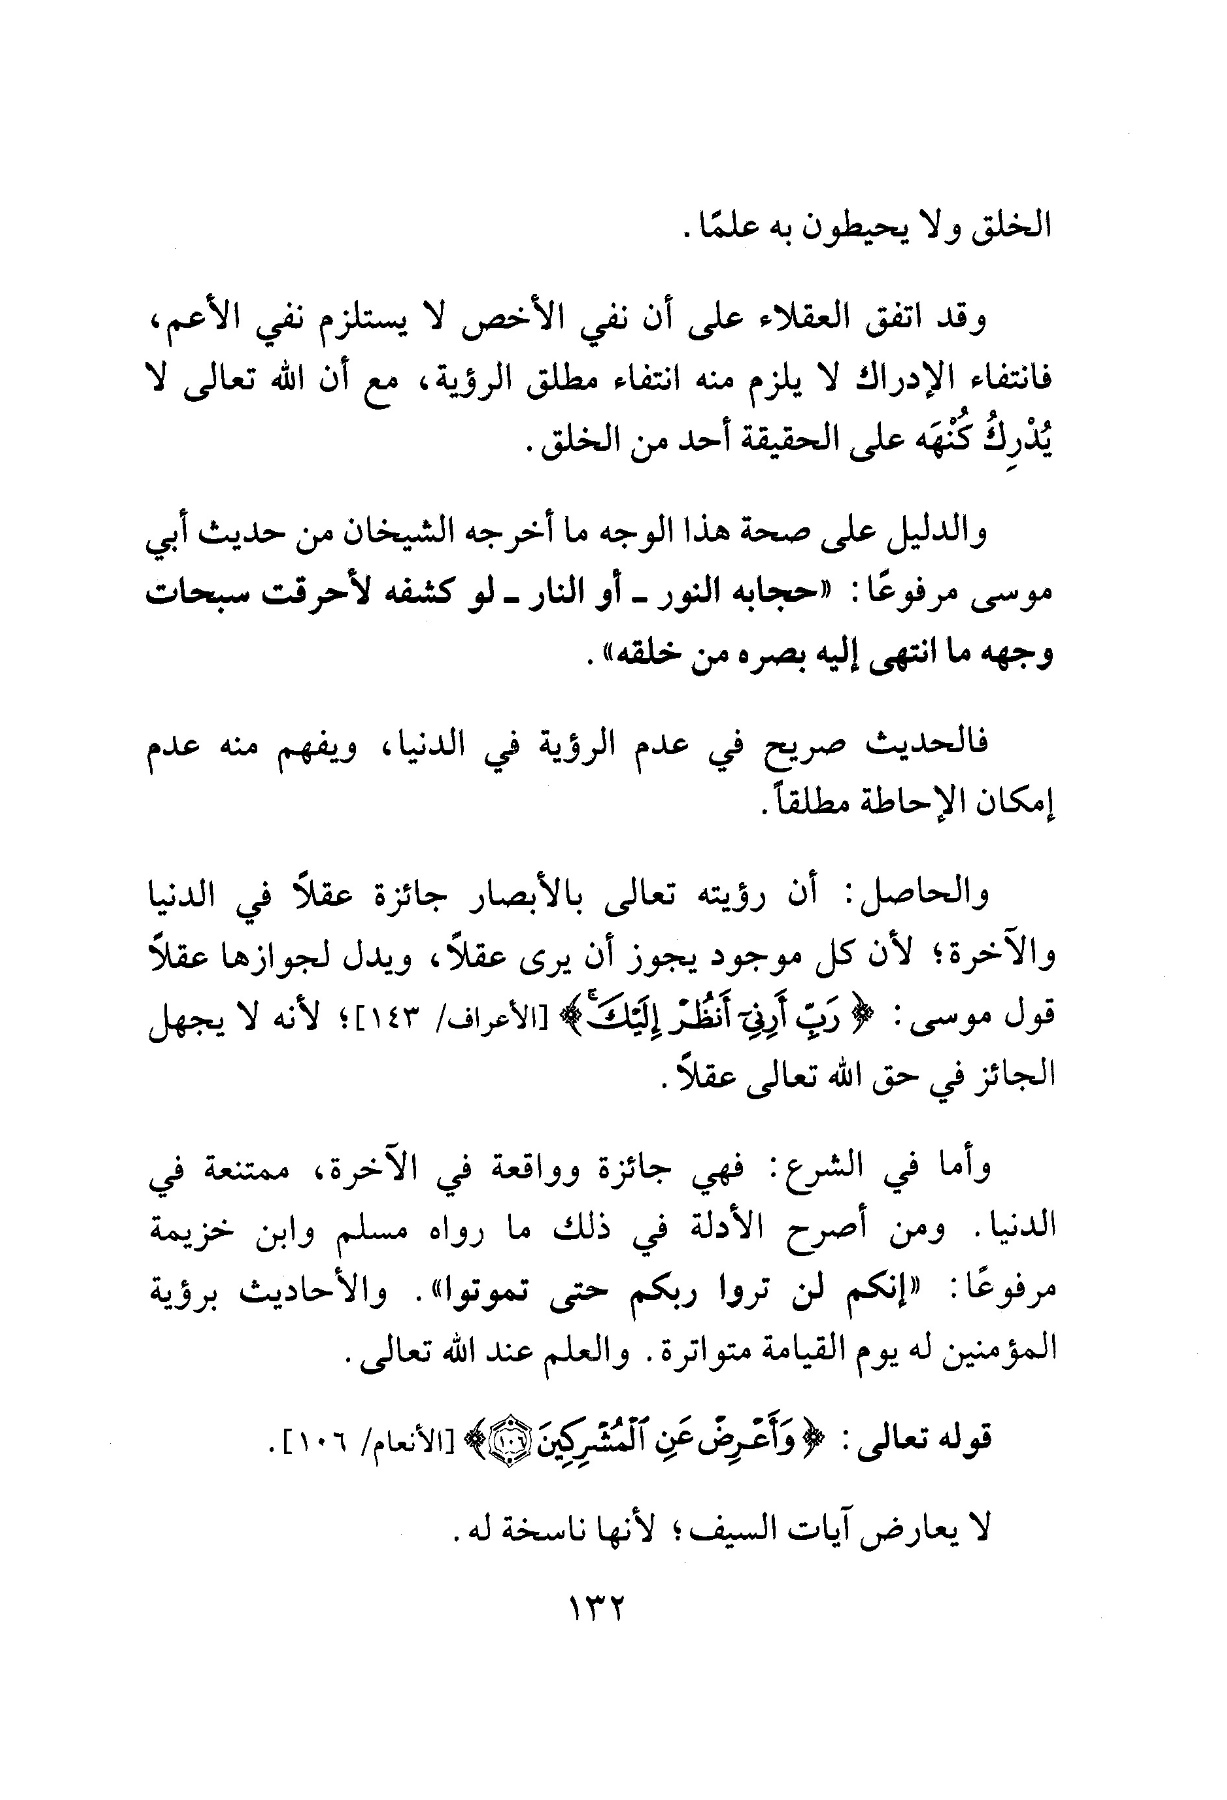 الخلق ولا يحيطون به علمًا.
وقد اتفق العقلاء على أن نفي الأخص لا يستلزم نفي الأعم،
فانتفاء الإدراك لا يلزم منه انتفاء مطلق الرؤية، مع أن الله تعالى لا
يُدْرِكُ كُنْهَه على الحقيقة أحد من الخلق.
والدليل على صحة هذا الوجه ما أخرجه الشيخان من حديث أبي
موسى مرفوعًا: «حجابه النور ـ أو النار ـ لو كشفه لأحرقت سبحات
وجهه ما انتهى إليه بصره من خلقه».
فالحديث صريح في عدم الرؤية في الدنيا، ويفهم منه عدم
إمكان الإحاطة مطلقاً.
والحاصل: أن رؤيته تعالى بالأبصار جائزة عقلاً في الدنيا
والآخرة؛ لأن كل موجود يجوز أن يرى عقلاً، ويدل لجوازها عقلاً
قول موسى: ﴿رَبِّ أَرِنِيٓ أَنظُرۡ إِلَيۡكَۚ﴾ [الأعراف/ ١٤٣]؛ لأنه لا يجهل
الجائز في حق الله تعالى عقلاً.
وأما في الشرع: فهي جائزة وواقعة في الآخرة، ممتنعة في
الدنيا. ومن أصرح الأدلة في ذلك ما رواه مسلم وابن خزيمة
مرفوعًا: «إنكم لن تروا ربكم حتى تموتوا». والأحاديث برؤية
المؤمنين له يوم القيامة متواترة. والعلم عند الله تعالى.
قوله تعالى: ﴿وَأَعۡرِضۡ عَنِ ٱلۡمُشۡرِكِينَ ١٠٦﴾ [الأنعام/ ١٠٦].
لا يعارض آيات السيف؛ لأنها ناسخة له.
١٣٢